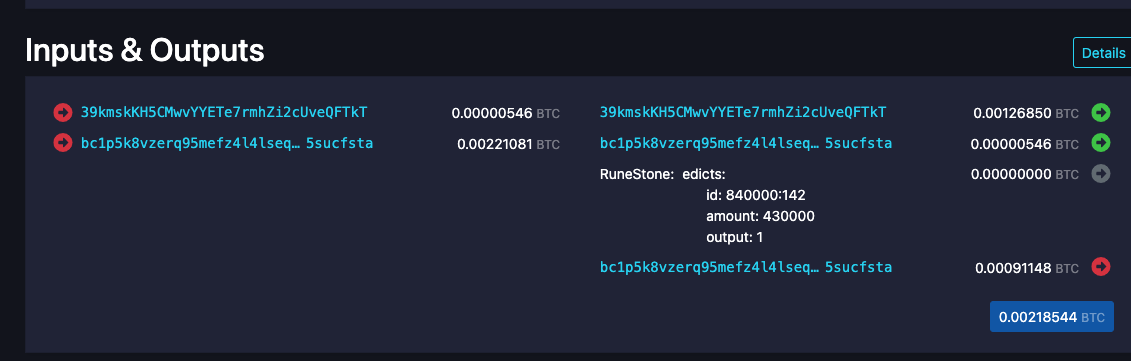 Inputs & Outputs
Details
39kmskKH5CMwvYYETe7rmhZi2cUveQFTkT 0.00000546 BTC
bc1p5k8vzerq95mefz4l4lseq… 5sucfsta 0.00221081 BTC
39kmskKH5CMwvYYETe7rmhZi2cUveQFTkT 0.00126850 BTC
bc1p5k8vzerq95mefz4l4lseq… 5sucfsta 0.00000546 BTC
RuneStone: edicts: 0.00000000 BTC
id: 840000:142
amount: 430000
output: 1
bc1p5k8vzerq95mefz4l4lseq… 5sucfsta 0.00091148 BTC
0.00218544 BTC